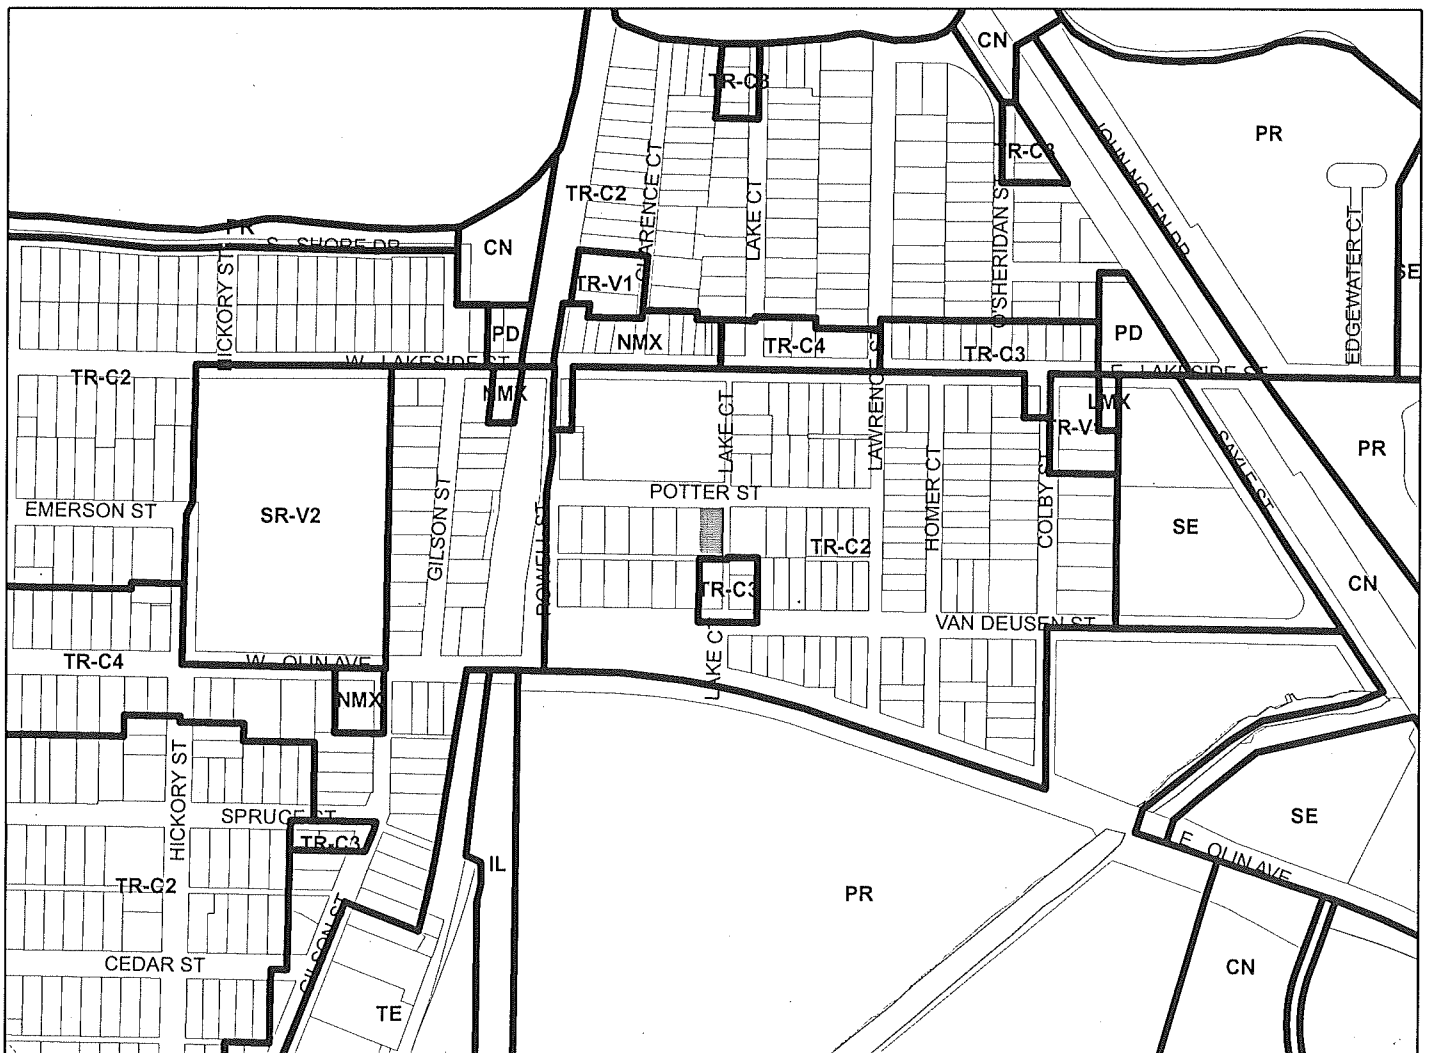 CN
TR-C3
PR
TR-C3
JOHN NOLEN DR
TR-C2
CLARENCE CT
LAKE CT
O'SHERIDAN ST
EDGEWATER CT
PR
S SHORE DR
CN
SE
HICKORY ST
TR-V1
PD
NMX
TR-C4
TR-C3
PD
W LAKESIDE ST
E LAKESIDE ST
TR-C2
NMX
LMX
LAKE CT
LAWRENCE ST
TR-V1
PR
SAYLE ST
POTTER ST
HOMER CT
COLBY ST
EMERSON ST
SR-V2
GILSON ST
POWELL ST
SE
TR-C2
CN
TR-C3
VAN DEUSEN ST
TR-C4
W OLIN AVE
LAKE CT
NMX
HICKORY ST
SPRUCE ST
SE
TR-C3
E OLIN AVE
IL
TR-C2
PR
GILSON ST
CEDAR ST
CN
TE